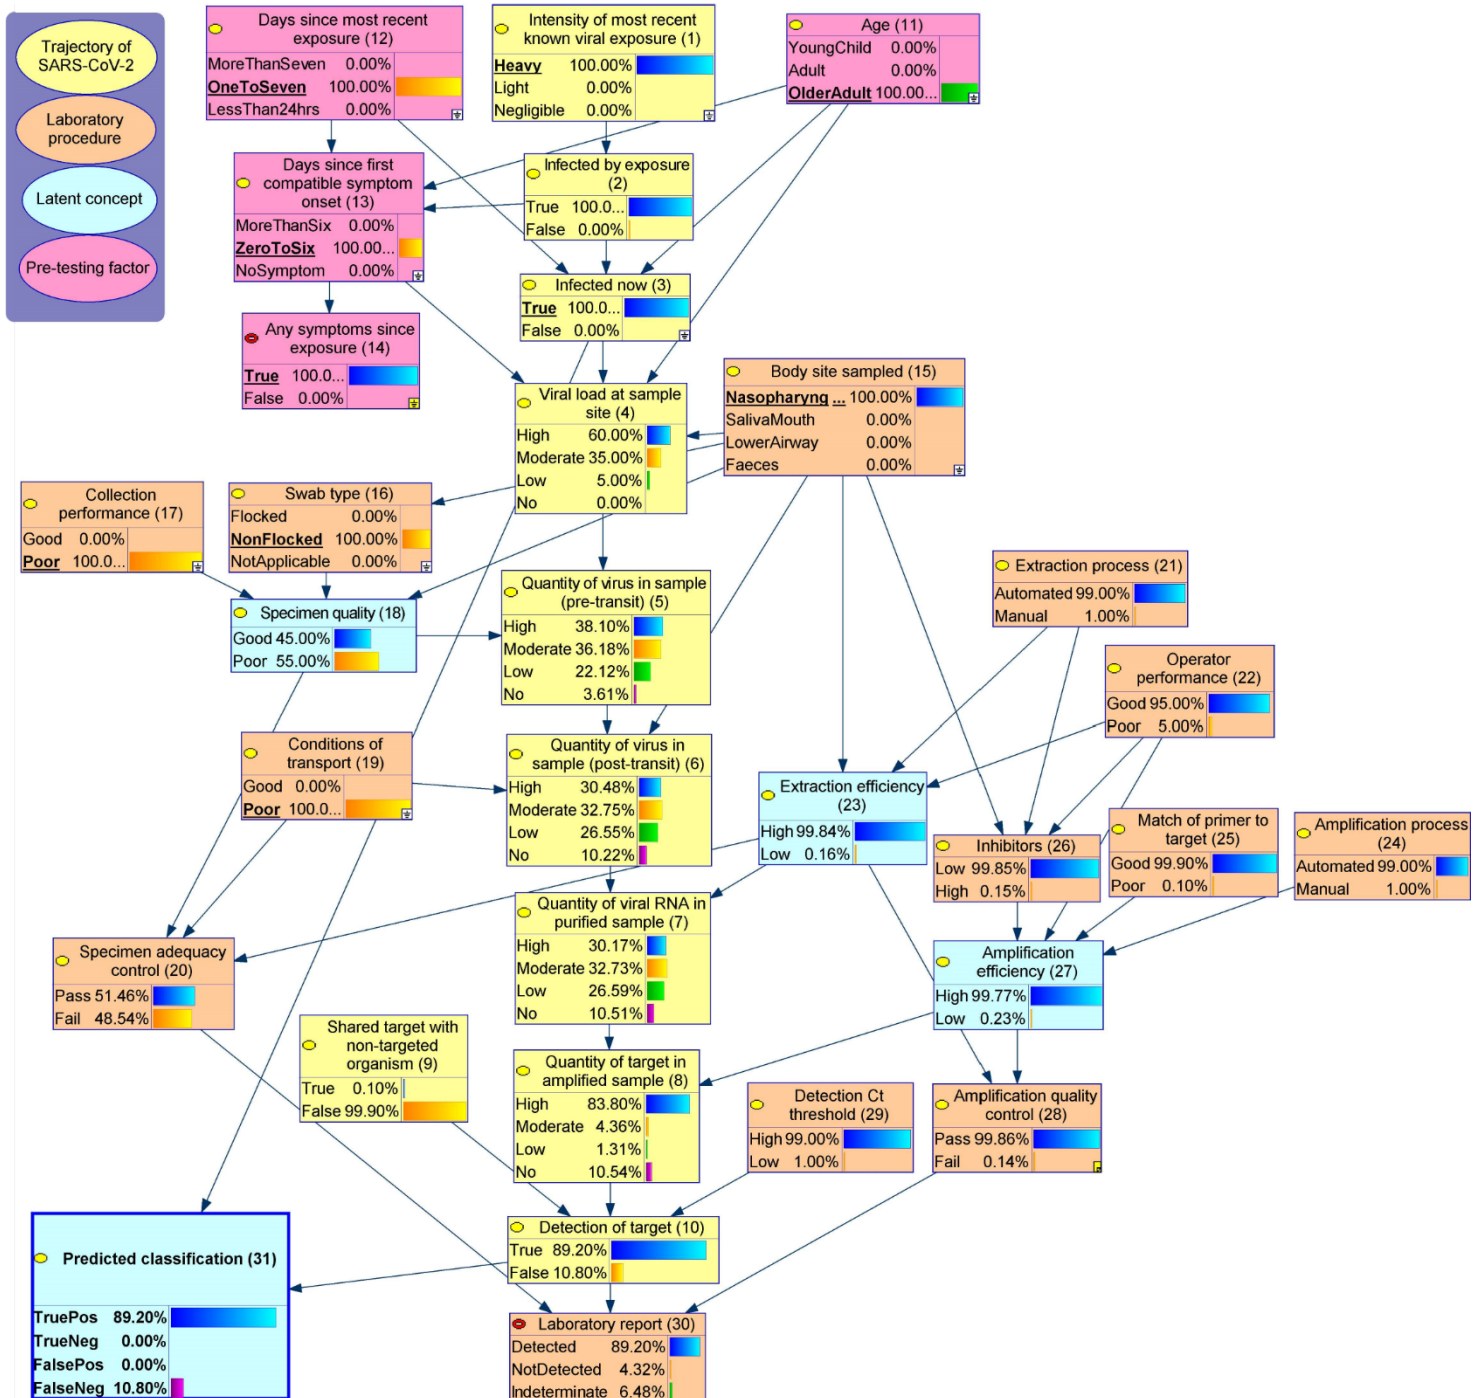 Trajectory of
SARS-CoV-2
Laboratory
procedure
Latent concept
Pre-testing factor
Days since most recent
exposure (12)
MoreThanSeven 0.00%
OneToSeven 100.00%
LessThan24hrs 0.00%
Intensity of most recent
known viral exposure (1)
Heavy 100.00%
Light 0.00%
Negligible 0.00%
Age (11)
YoungChild 0.00%
Adult 0.00%
OlderAdult 100.00...
Days since first
compatible symptom
onset (13)
MoreThanSix 0.00%
ZeroToSix 100.00...
NoSymptom 0.00%
Infected by exposure
(2)
True 100.0...
False 0.00%
Infected now (3)
True 100.0...
False 0.00%
Any symptoms since
exposure (14)
True 100.0...
False 0.00%
Body site sampled (15)
Nasopharyng ... 100.00%
SalivaMouth 0.00%
LowerAirway 0.00%
Faeces 0.00%
Viral load at sample
site (4)
High 60.00%
Moderate 35.00%
Low 5.00%
No 0.00%
Collection
performance (17)
Good 0.00%
Poor 100.0...
Swab type (16)
Flocked 0.00%
NonFlocked 100.00%
NotApplicable 0.00%
Extraction process (21)
Automated 99.00%
Manual 1.00%
Quantity of virus in sample
(pre-transit) (5)
High 38.10%
Moderate 36.18%
Low 22.12%
No 3.61%
Specimen quality (18)
Good 45.00%
Poor 55.00%
Operator
performance (22)
Good 95.00%
Poor 5.00%
Conditions of
transport (19)
Good 0.00%
Poor 100.0...
Quantity of virus in
sample (post-transit) (6)
High 30.48%
Moderate 32.75%
Low 26.55%
No 10.22%
Extraction efficiency
(23)
High 99.84%
Low 0.16%
Match of primer to
target (25)
Good 99.90%
Poor 0.10%
Amplification process
(24)
Automated 99.00%
Manual 1.00%
Inhibitors (26)
Low 99.85%
High 0.15%
Quantity of viral RNA in
purified sample (7)
High 30.17%
Moderate 32.73%
Low 26.59%
No 10.51%
Specimen adequacy
control (20)
Pass 51.46%
Fail 48.54%
Amplification
efficiency (27)
High 99.77%
Low 0.23%
Shared target with
non-targeted
organism (9)
True 0.10%
False 99.90%
Quantity of target in
amplified sample (8)
High 83.80%
Moderate 4.36%
Low 1.31%
No 10.54%
Detection Ct
threshold (29)
High 99.00%
Low 1.00%
Amplification quality
control (28)
Pass 99.86%
Fail 0.14%
Detection of target (10)
True 89.20%
False 10.80%
Predicted classification (31)
TruePos 89.20%
TrueNeg 0.00%
FalsePos 0.00%
FalseNeg 10.80%
Laboratory report (30)
Detected 89.20%
NotDetected 4.32%
Indeterminate 6.48%